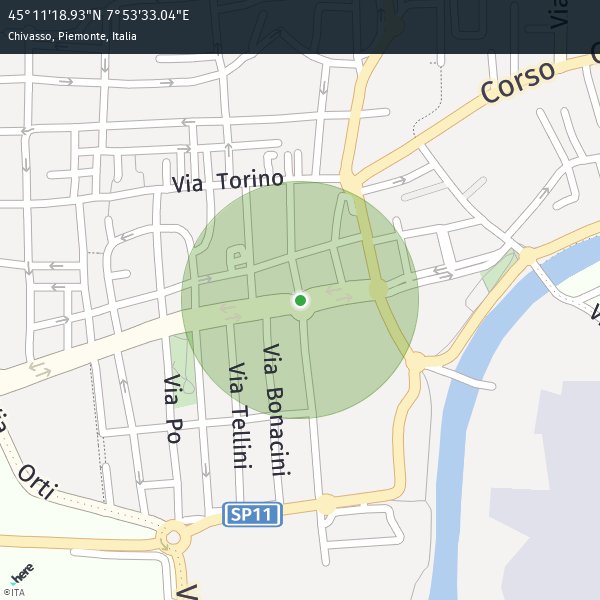 45°11'18.93"N 7°53'33.04"E
Chivasso, Piemonte, Italia
Corso
Via Torino
Via Bonacini
Via Tellini
Via Po
Orti
SP11
here
©ITA